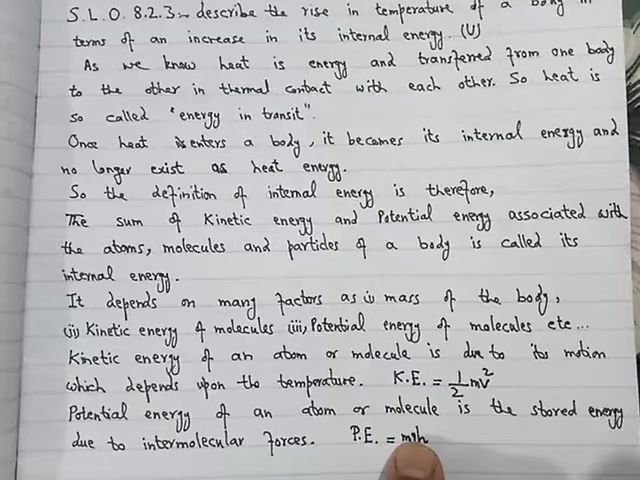 S.L.O. 8.2.3:- describe the rise in temperature of a body in
terms of an increase in its internal energy. (U)
As we know heat is energy and transferred from one body
to the other in thermal contact with each other. So heat is
so called "energy in transit".
Once heat enters a body, it becomes its internal energy and
no longer exist as heat energy.
So the definition of internal energy is therefore,
The sum of Kinetic energy and Potential energy associated with
the atoms, molecules and particles of a body is called its
internal energy.
It depends on many factors as (i) mass of the body,
(ii) Kinetic energy of molecules (iii) Potential energy of molecules etc...
Kinetic energy of an atom or molecule is due to its motion
which depends upon the temperature. K.E. = 1/2 mv²
Potential energy of an atom or molecule is the stored energy
due to intermolecular forces. P.E. = mgh